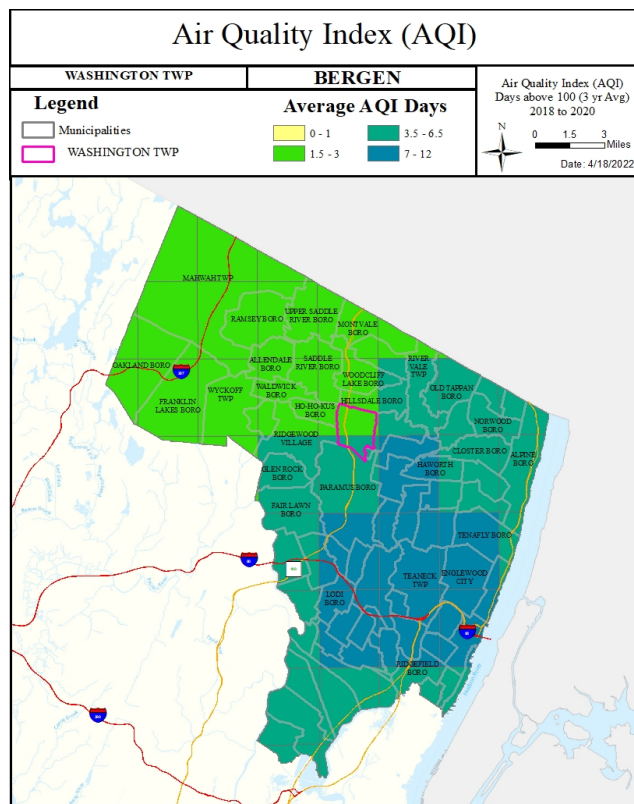 Air Quality Index (AQI)
WASHINGTON TWP
BERGEN
Legend
Municipalities
WASHINGTON TWP
Average AQI Days
0 - 1
3.5 - 6.5
1.5 - 3
7 - 12
Air Quality Index (AQI)
Days above 100 (3 yr Avg)
2018 to 2020
N
0 1.5 3
Miles
Date: 4/18/2022
MAHWAH TWP
RAMSEY BORO
UPPER SADDLE
RIVER BORO
MONTVALE
BORO
OAKLAND BORO
ALLENDALE
BORO
SADDLE
RIVER BORO
WOODCLIFF
LAKE BORO
RIVER
VALE
TWP
OLD TAPPAN
BORO
FRANKLIN
LAKES BORO
WYCKOFF
TWP
WALDWICK
BORO
HO-HO-KUS
BORO
HILLSDALE BORO
NORWOOD
BORO
RIDGEWOOD
VILLAGE
CLOSTER BORO
ALPINE
BORO
GLEN ROCK
BORO
PARAMUS BORO
HAWORTH
BORO
FAIR LAWN
BORO
TENAFLY BORO
LODI
BORO
TEANECK
TWP
ENGLEWOOD
CITY
RIDGEFIELD
BORO